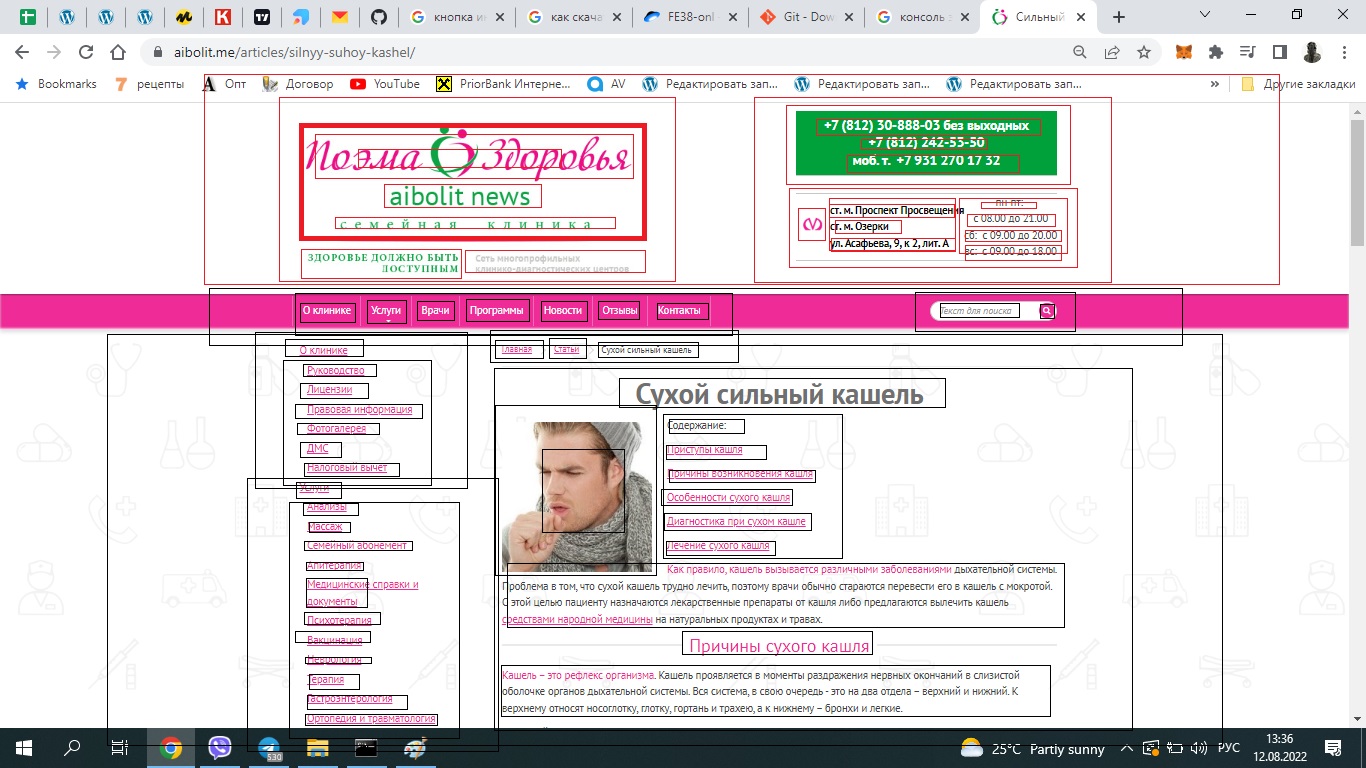 кнопка ин
как скача
FE38-onl
Git - Dow
консоль з
Сильный
aibolit.me/articles/silnyy-suhoy-kashel/
Bookmarks
рецепты
Опт
Договор
YouTube
PriorBank Интерне...
AV
Редактировать зап...
Редактировать зап...
Редактировать зап...
»
Другие закладки
Поэма Здоровья
aibolit news
семейная клиника
ЗДОРОВЬЕ ДОЛЖНО БЫТЬ
ДОСТУПНЫМ
Сеть многопрофильных
клинико-диагностических центров
+7 (812) 30-888-03 без выходных
+7 (812) 242-53-50
моб. т. +7 931 270 17 32
ст. м. Проспект Просвещения
ст. м. Озерки
ул. Асафьева, 9, к 2, лит. А
пн-пт:
с 08.00 до 21.00
сб: с 09.00 до 20.00
вс: с 09.00 до 18.00
О клинике
Услуги
Врачи
Программы
Новости
Отзывы
Контакты
Текст для поиска
О клинике
Руководство
Лицензии
Правовая информация
Фотогалерея
ДМС
Налоговый вычет
Услуги
Анализы
Массаж
Семейный абонемент
Апитерапия
Медицинские справки и
документы
Психотерапия
Вакцинация
Неврология
Терапия
Гастроэнтерология
Ортопедия и травматология
Главная
Статьи
Сухой сильный кашель
Сухой сильный кашель
Содержание:
Приступы кашля
Причины возникновения кашля
Особенности сухого кашля
Диагностика при сухом кашле
Лечение сухого кашля
Как правило, кашель вызывается различными заболеваниями дыхательной системы.
Проблема в том, что сухой кашель трудно лечить, поэтому врачи обычно стараются перевести его в кашель с мокротой.
С этой целью пациенту назначаются лекарственные препараты от кашля либо предлагаются вылечить кашель
средствами народной медицины на натуральных продуктах и травах.
Причины сухого кашля
Кашель – это рефлекс организма. Кашель проявляется в моменты раздражения нервных окончаний в слизистой
оболочке органов дыхательной системы. Вся система, в свою очередь - это на два отдела – верхний и нижний. К
верхнему относят носоглотку, глотку, гортань и трахею, а к нижнему – бронхи и легкие.
530
25°C Partly sunny
РУС
13:36
12.08.2022